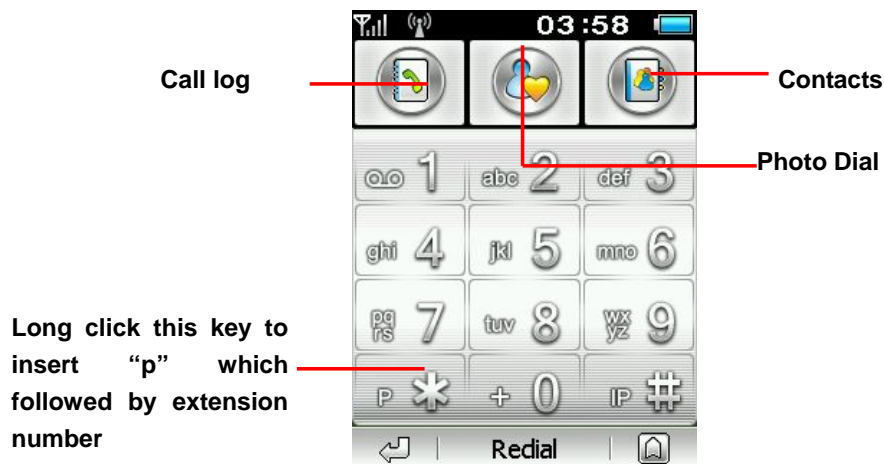 03:58
Call log
Contacts
Photo Dial
1 abc 2 def 3
ghi 4 jkl 5 mno 6
pqrs 7 tuv 8 wxyz 9
Long click this key to
insert “p” which
followed by extension
number
P * + 0 IP #
Redial